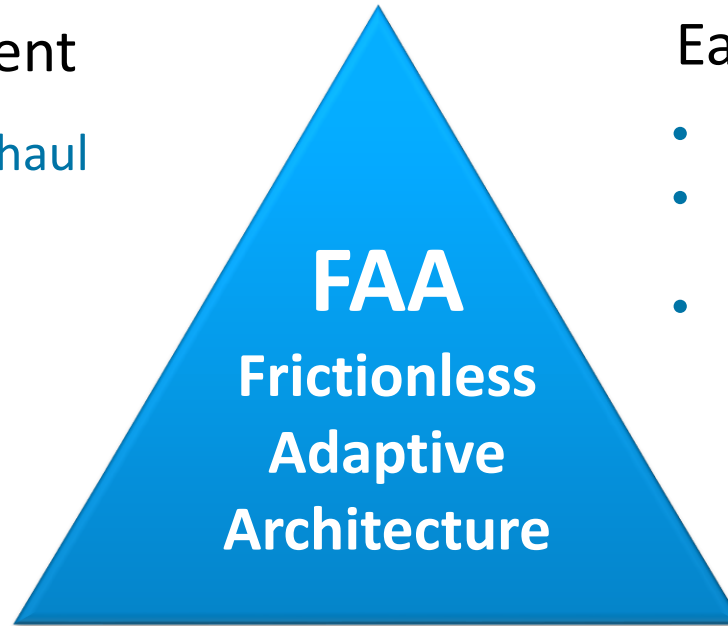 ent
haul
Ea
FAA
Frictionless
Adaptive
Architecture